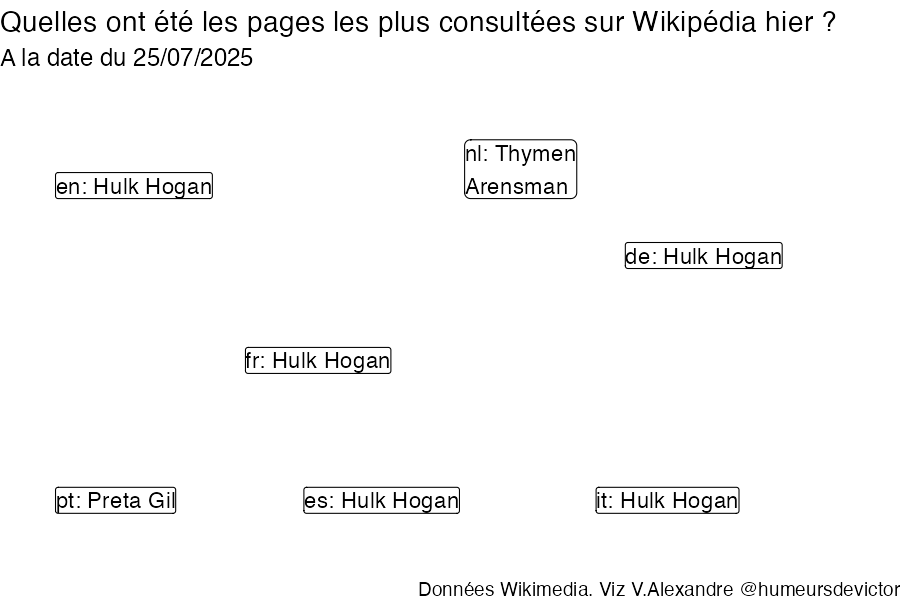 Quelles ont été les pages les plus consultées sur Wikipédia hier ?
A la date du 25/07/2025
nl: Thymen
Arensman
en: Hulk Hogan
de: Hulk Hogan
fr: Hulk Hogan
pt: Preta Gil
es: Hulk Hogan
it: Hulk Hogan
Données Wikimedia. Viz V.Alexandre @humeursdevictor